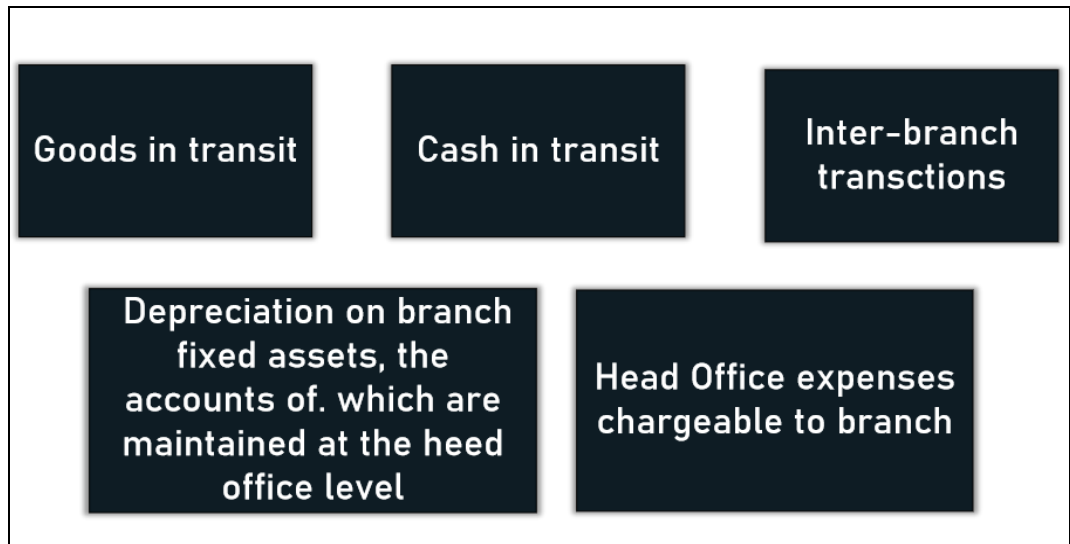 Goods in transit
Cash in transit
Inter-branch
transctions
Depreciation on branch
fixed assets, the
accounts of. which are
maintained at the heed
office level
Head Office expenses
chargeable to branch